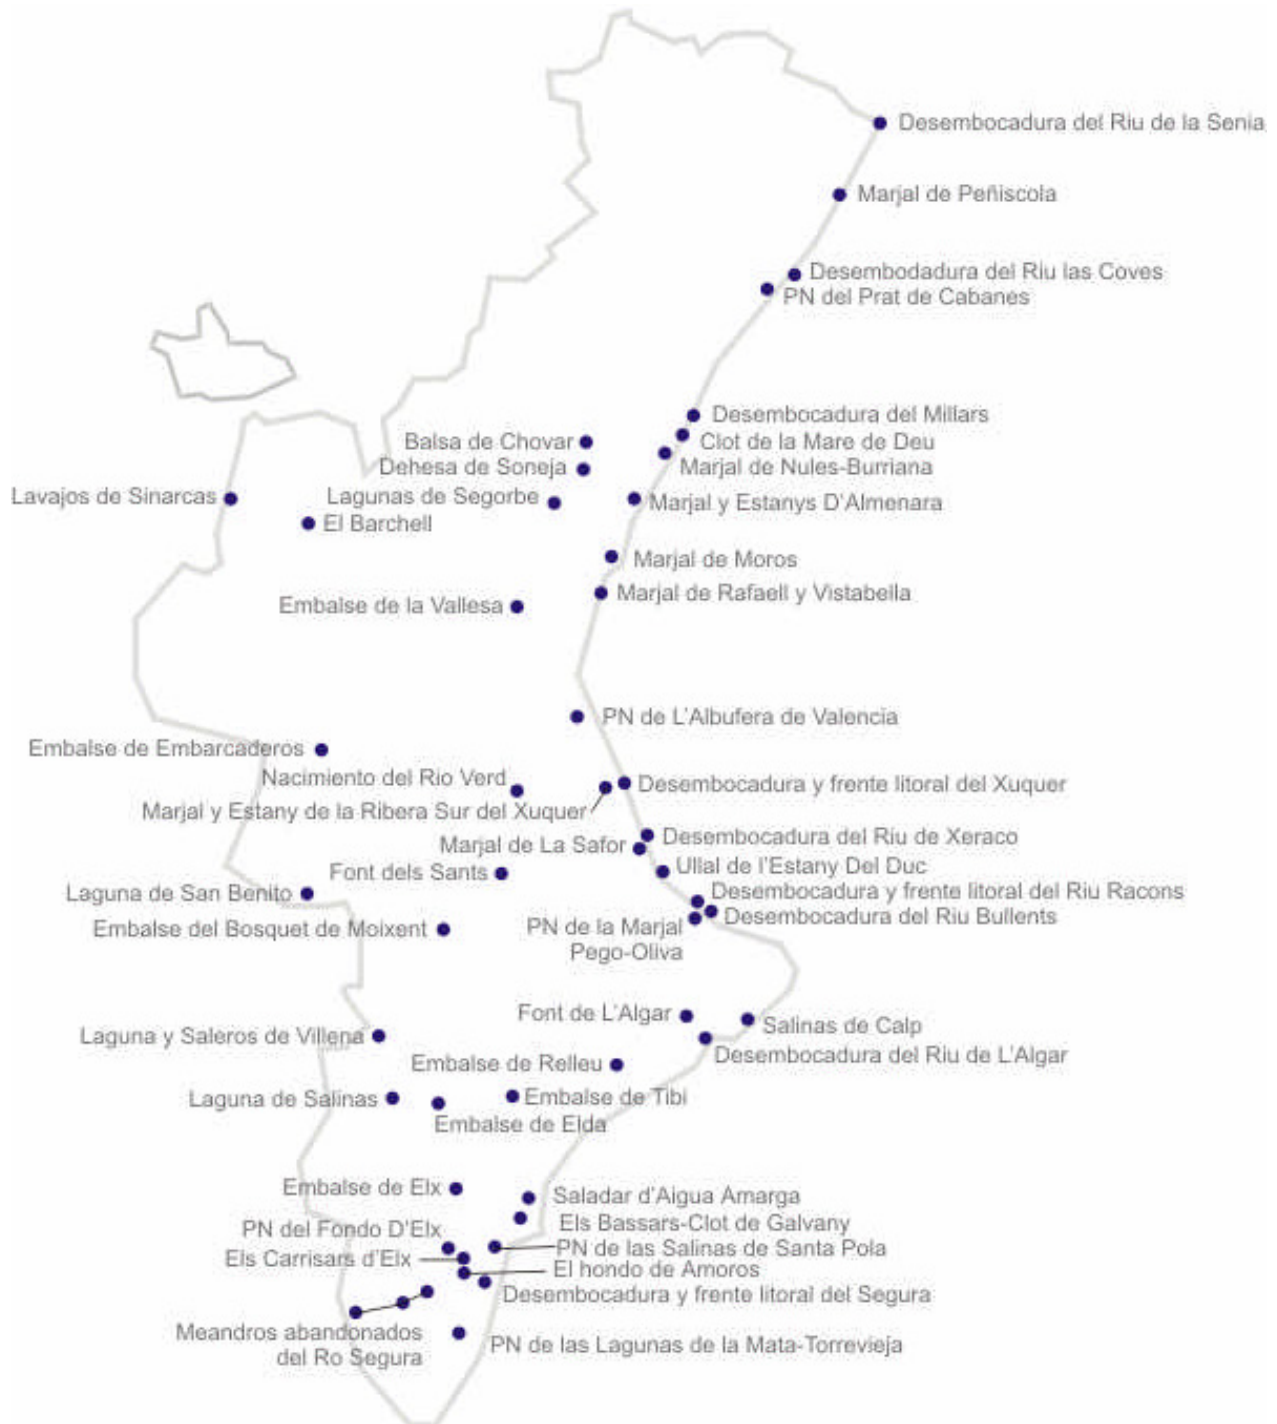 Desembocadura del Riu de la Senia
Marjal de Peñiscola
Desembodadura del Riu las Coves
PN del Prat de Cabanes
Desembocadura del Millars
Balsa de Chovar
Clot de la Mare de Deu
Dehesa de Soneja
Marjal de Nules-Burriana
Lavajos de Sinarcas
Lagunas de Segorbe
Marjal y Estanys D'Almenara
El Barchell
Marjal de Moros
Marjal de Rafaell y Vistabella
Embalse de la Vallesa
PN de L'Albufera de Valencia
Embalse de Embarcaderos
Nacimiento del Rio Verd
Desembocadura y frente litoral del Xuquer
Marjal y Estany de la Ribera Sur del Xuquer
Desembocadura del Riu de Xeraco
Marjal de La Safor
Ullal de l'Estany Del Duc
Font dels Sants
Laguna de San Benito
Desembocadura y frente litoral del Riu Racons
Desembocadura del Riu Bullents
Embalse del Bosquet de Moixent
PN de la Marjal
Pego-Oliva
Font de L'Algar
Salinas de Calp
Laguna y Saleros de Villena
Desembocadura del Riu de L'Algar
Embalse de Relleu
Laguna de Salinas
Embalse de Tibi
Embalse de Elda
Embalse de Elx
Saladar d'Aigua Amarga
Els Bassars-Clot de Galvany
PN del Fondo D'Elx
PN de las Salinas de Santa Pola
Els Carrisars d'Elx
El hondo de Amoros
Desembocadura y frente litoral del Segura
Meandros abandonados
del Ro Segura
PN de las Lagunas de la Mata-Torrevieja